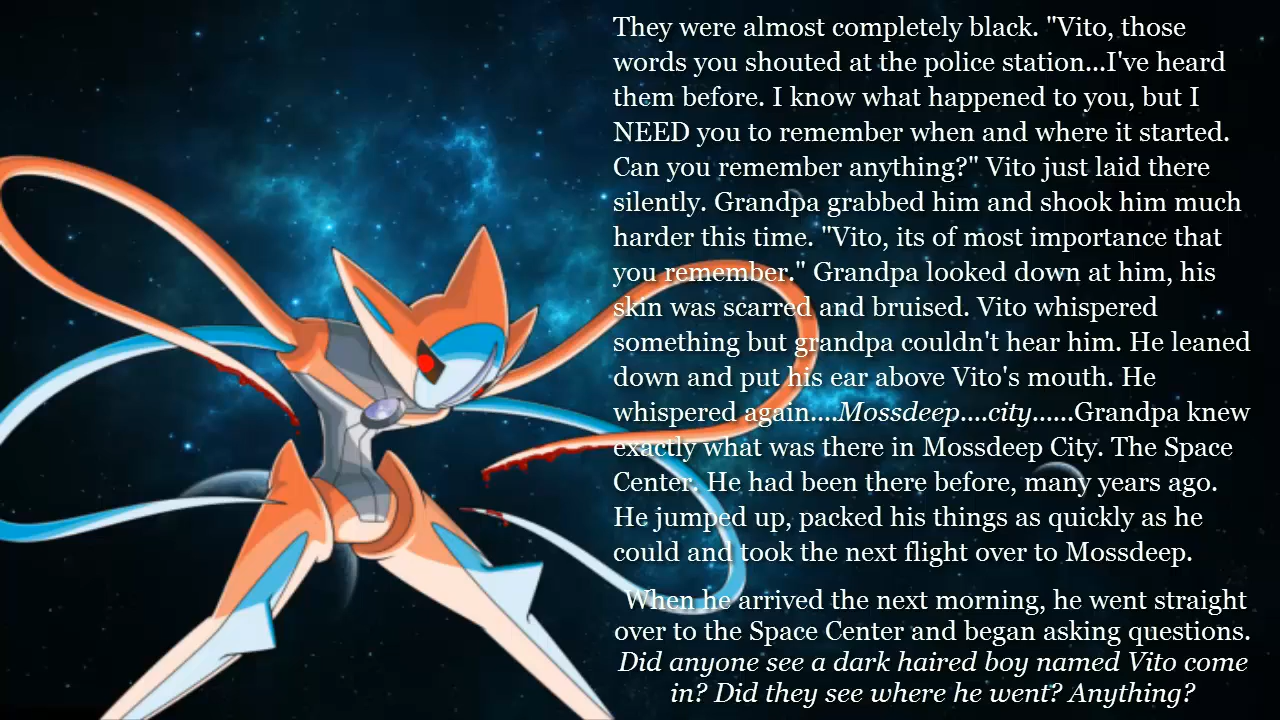 They were almost completely black. "Vito, those
words you shouted at the police station...I've heard
them before. I know what happened to you, but I
NEED you to remember when and where it started.
Can you remember anything?" Vito just laid there
silently. Grandpa grabbed him and shook him much
harder this time. "Vito, its of most importance that
you remember." Grandpa looked down at him, his
skin was scarred and bruised. Vito whispered
something but grandpa couldn't hear him. He leaned
down and put his ear above Vito's mouth. He
whispered again....Mossdeep....city......Grandpa knew
exactly what was there in Mossdeep City. The Space
Center. He had been there before, many years ago.
He jumped up, packed his things as quickly as he
could and took the next flight over to Mossdeep.
When he arrived the next morning, he went straight
over to the Space Center and began asking questions.
Did anyone see a dark haired boy named Vito come
in? Did they see where he went? Anything?